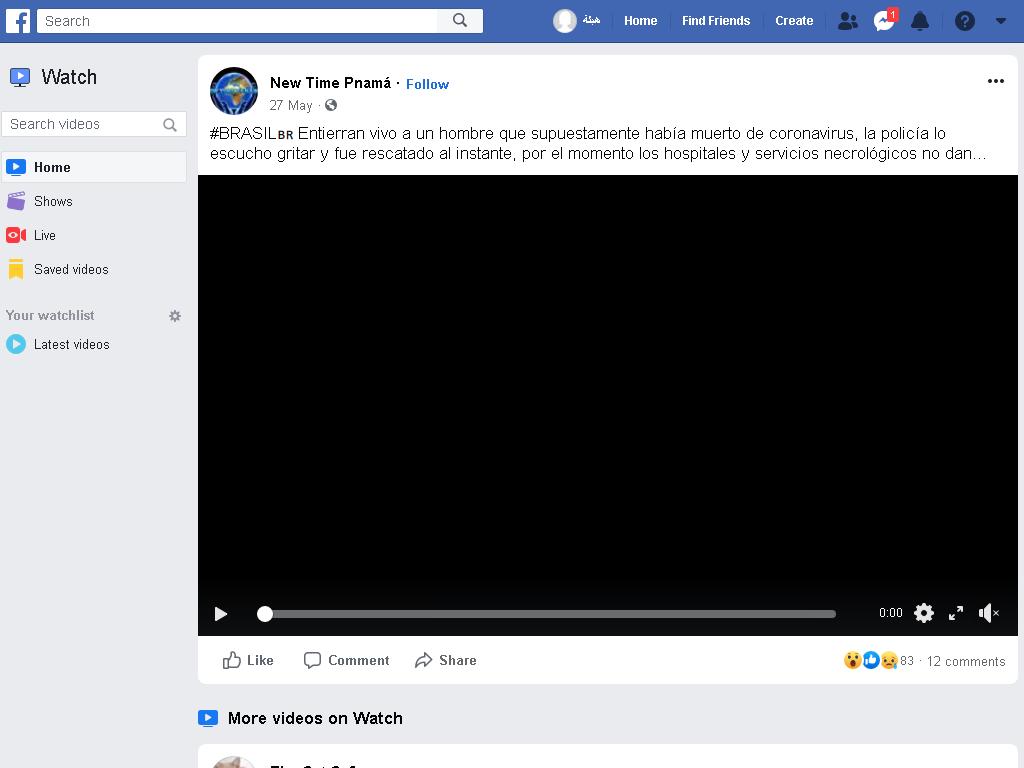 Search
هبئة
Home
Find Friends
Create
1
Watch
Search videos
Home
Shows
Live
Saved videos
Your watchlist
Latest videos
New Time Pnamá · Follow
27 May ·
#BRASIL🇧🇷 Entierran vivo a un hombre que supuestamente había muerto de coronavirus, la policía lo
escucho gritar y fue rescatado al instante, por el momento los hospitales y servicios necrológicos no dan...
0:00
Like
Comment
Share
83 · 12 comments
More videos on Watch